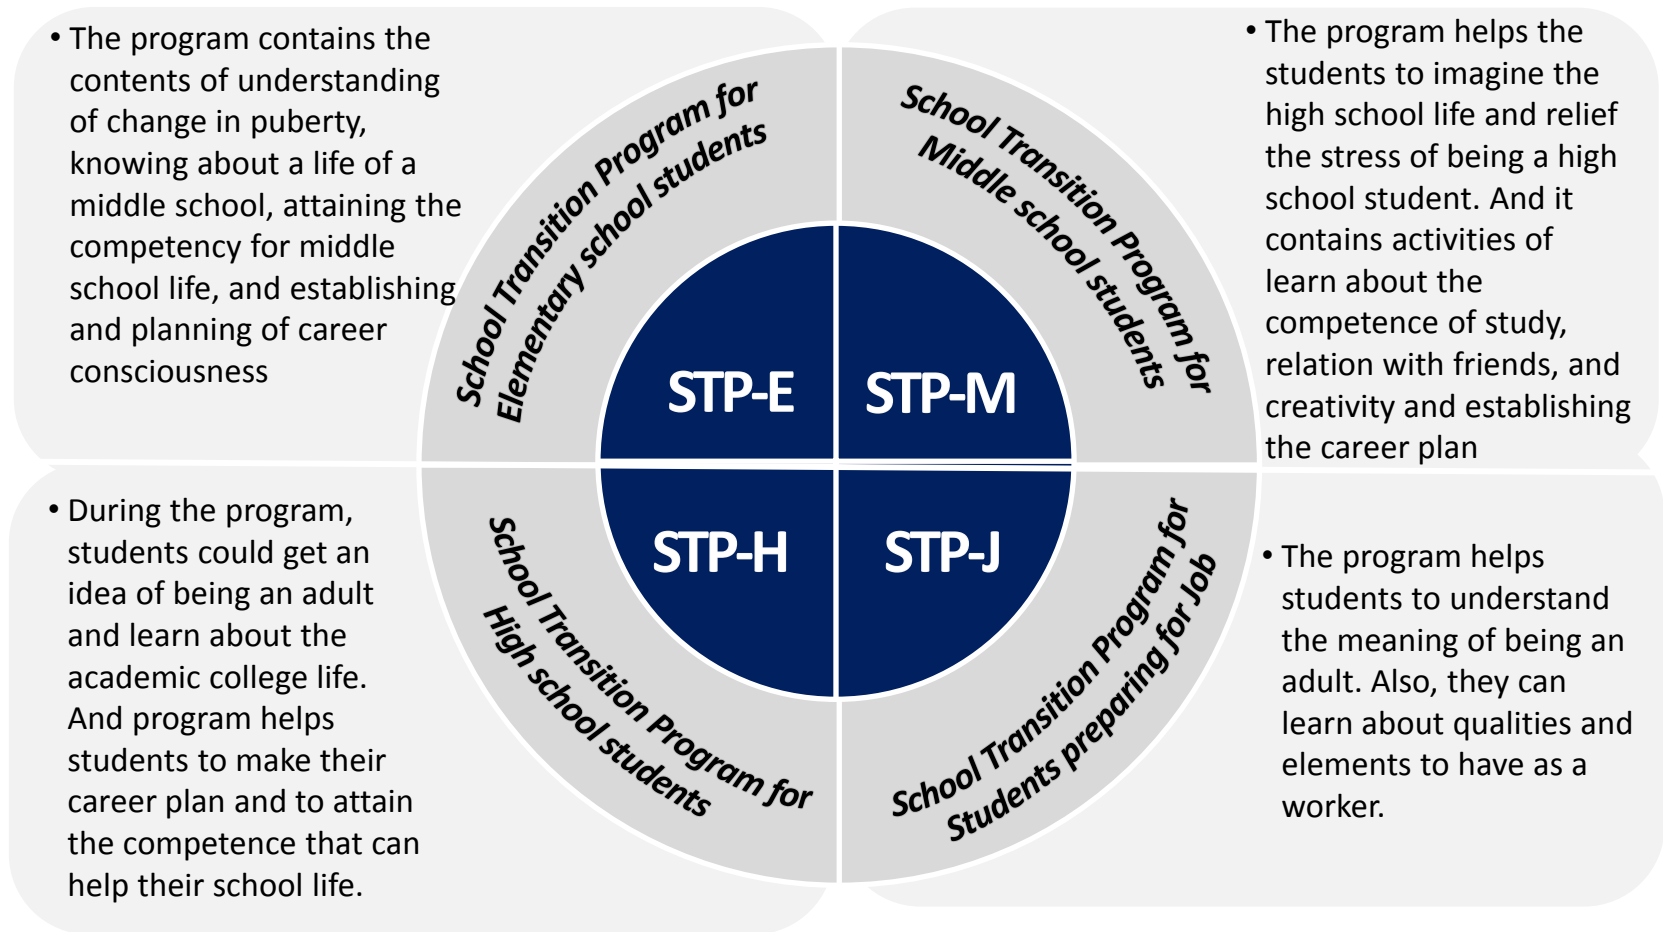 • The program contains the
contents of understanding
of change in puberty,
knowing about a life of a
middle school, attaining the
competency for middle
school life, and establishing
and planning of career
consciousness
School Transition Program for
Elementary school students
STP-E
School Transition Program for
Middle school students
STP-M
• The program helps the
students to imagine the
high school life and relief
the stress of being a high
school student. And it
contains activities of
learn about the
competence of study,
relation with friends, and
creativity and establishing
the career plan
• During the program,
students could get an
idea of being an adult
and learn about the
academic college life.
And program helps
students to make their
career plan and to attain
the competence that can
help their school life.
School Transition Program for
High school students
STP-H
School Transition Program for
Students preparing for Job
STP-J
• The program helps
students to understand
the meaning of being an
adult. Also, they can
learn about qualities and
elements to have as a
worker.